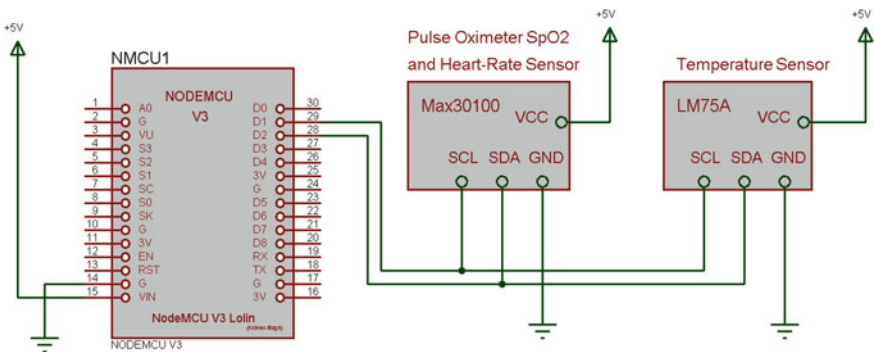 +5V
+5V
+5V
NMCU1
Pulse Oximeter SpO2
and Heart-Rate Sensor
Temperature Sensor
NODEMCU
V3
1 A0 D0 30
2 G D1 29
3 VU D2 28
4 S3 D3 27
5 S2 D4 26
6 S1 3V 25
7 SC G 24
8 S0 D5 23
9 SK D6 22
10 G D7 21
11 3V D8 20
12 EN RX 19
13 RST TX 18
14 G G 17
15 VIN 3V 16
NodeMCU V3 Lolin
NODEMCU V3
Max30100
VCC
SCL SDA GND
LM75A
VCC
SCL SDA GND